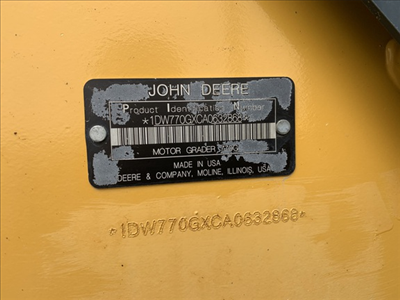 JOHN DEERE
Product Identification Number
*1DW770GXCA0632868*
MOTOR GRADER
MADE IN USA
DEERE & COMPANY, MOLINE, ILLINOIS, USA
*1DW770GXCA0632868*